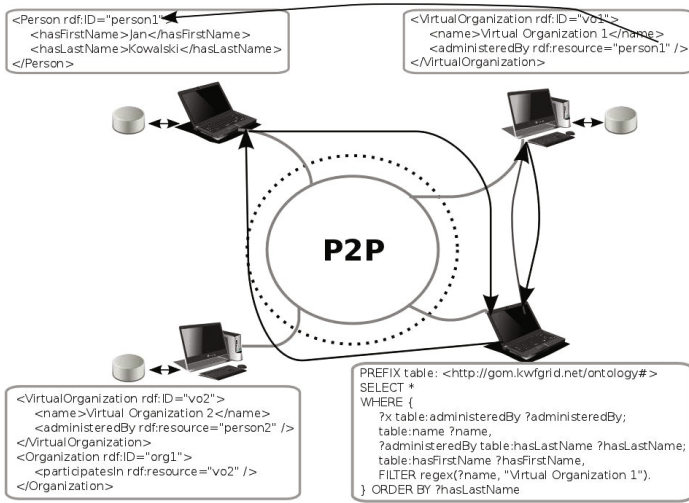 <Person rdf:ID="person1">
<hasFirstName>Jan</hasFirstName>
<hasLastName>Kowalski</hasLastName>
</Person>
<VirtualOrganization rdf:ID="vo1">
<name>Virtual Organization 1</name>
<administeredBy rdf:resource="person1" />
</VirtualOrganization>
P2P
<VirtualOrganization rdf:ID="vo2">
<name>Virtual Organization 2</name>
<administeredBy rdf:resource="person2" />
</VirtualOrganization>
<Organization rdf:ID="org1">
<participatesIn rdf:resource="vo2" />
</Organization>
PREFIX table: <http://gom.kwfgrid.net/ontology#>
SELECT *
WHERE {
?x table:administeredBy ?administeredBy;
table:name ?name,
?administeredBy table:hasLastName ?hasLastName;
table:hasFirstName ?hasFirstName,
FILTER regex(?name, "Virtual Organization 1").
} ORDER BY ?hasLastName